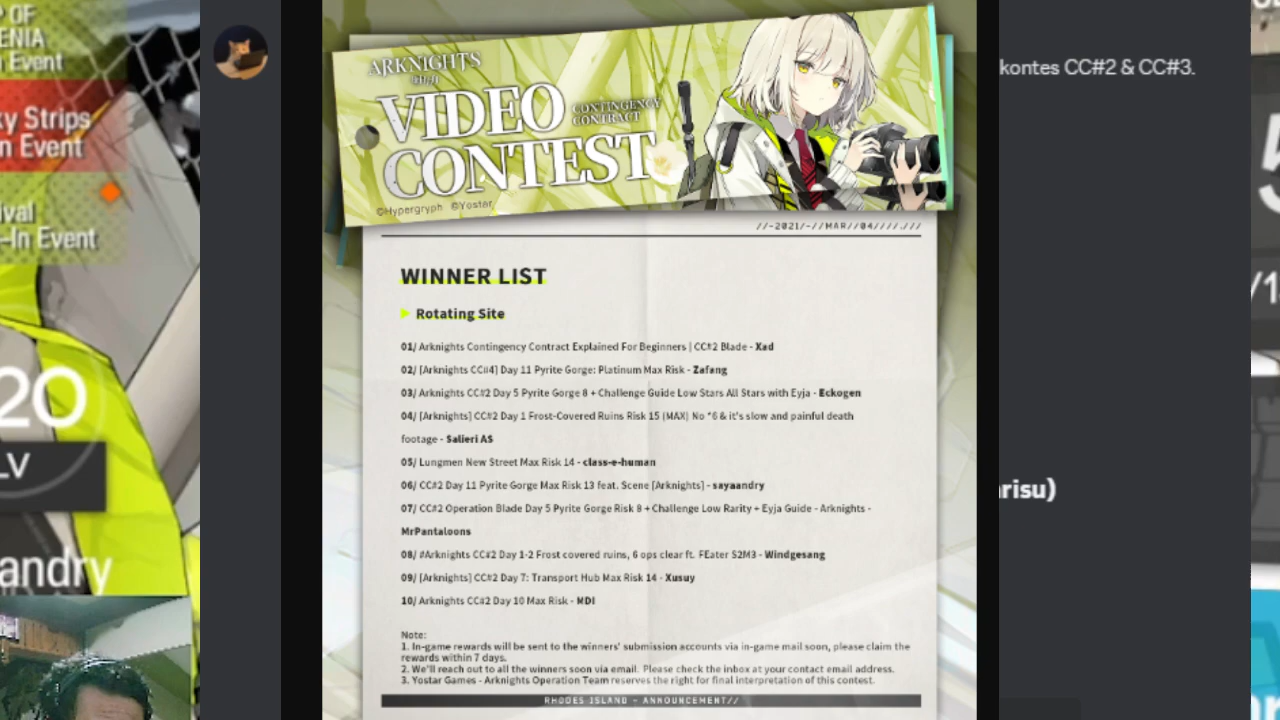 P OF
ENIA
n Event
ky Strips
n Event
ival
-In Event
20
LV
andry
ARKNIGHTS
VIDEO
CONTINGENCY
CONTRACT
CONTEST
©Hypergryph ©Yostar
//-2021/-//MAR//04////.///
WINNER LIST
Rotating Site
01/ Arknights Contingency Contract Explained For Beginners | CC#2 Blade - Xad
02/ [Arknights CC#4] Day 11 Pyrite Gorge: Platinum Max Risk - Zafang
03/ Arknights CC#2 Day 5 Pyrite Gorge 8 + Challenge Guide Low Stars All Stars with Eyja - Eckogen
04/ [Arknights] CC#2 Day 1 Frost-Covered Ruins Risk 15 (MAX) No *6 & it's slow and painful death
footage - Salieri AS
05/ Lungmen New Street Max Risk 14 - class-e-human
06/ CC#2 Day 11 Pyrite Gorge Max Risk 13 feat. Scene [Arknights] - sayaandry
07/ CC#2 Operation Blade Day 5 Pyrite Gorge Risk 8 + Challenge Low Rarity + Eyja Guide - Arknights -
MrPantaloons
08/ #Arknights CC#2 Day 1-2 Frost covered ruins, 6 ops clear ft. FEater S2M3 - Windgesang
09/ [Arknights] CC#2 Day 7: Transport Hub Max Risk 14 - Xusuy
10/ Arknights CC#2 Day 10 Max Risk - MDI
Note:
1. In-game rewards will be sent to the winners' submission accounts via in-game mail soon, please claim the
rewards within 7 days.
2. We'll reach out to all the winners soon via email. Please check the inbox at your contact email address.
3. Yostar Games - Arknights Operation Team reserves the right for final interpretation of this contest.
RHODES ISLAND - ANNOUNCEMENT//
kontes CC#2 & CC#3.
arisu)
5
/1